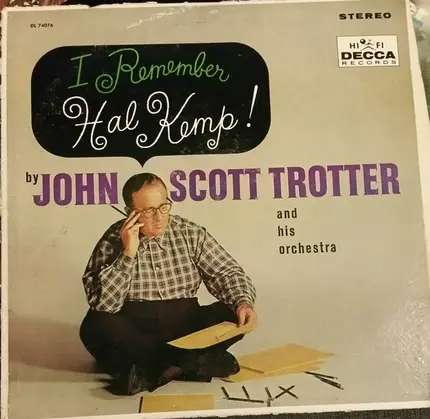 DL 74076
STEREO
HI FI
DECCA
RECORDS
I Remember
Hal Kemp!
by JOHN SCOTT TROTTER
and
his
orchestra